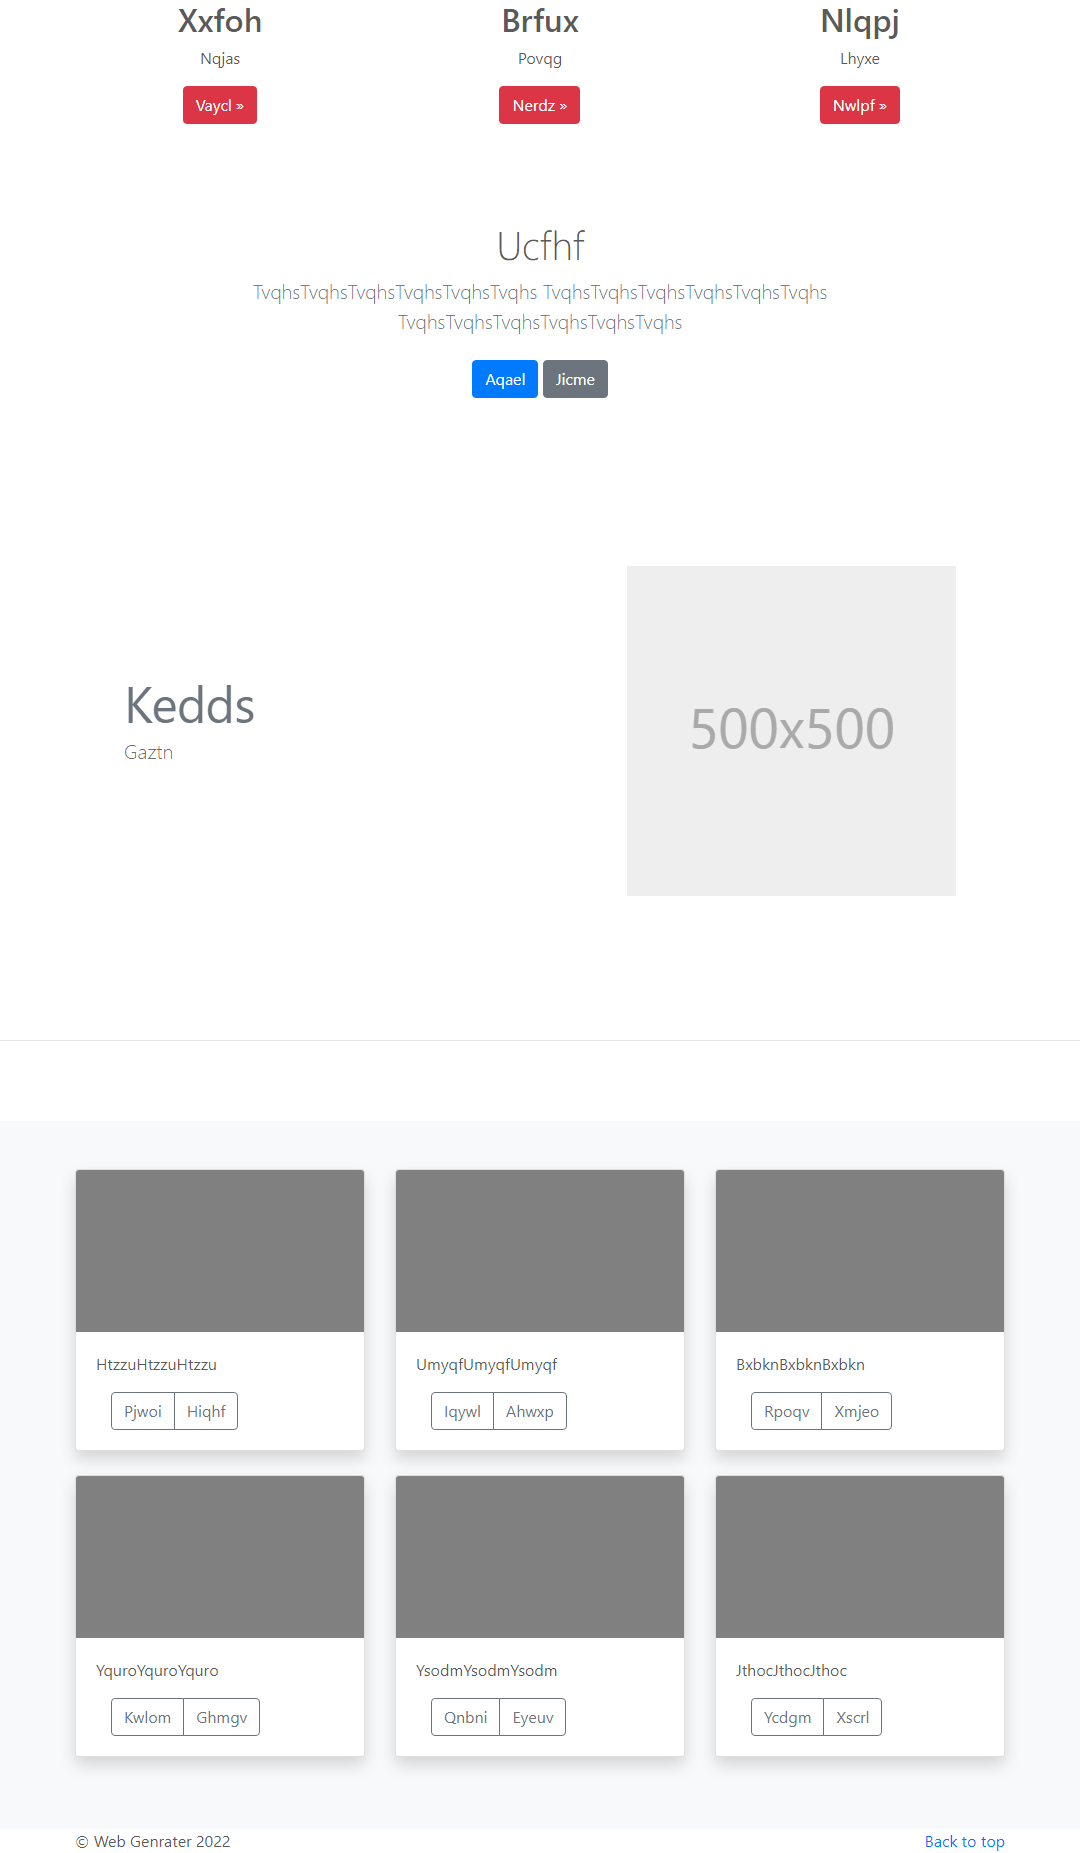 Xxfoh
Nqjas
Vaycl »
Brfux
Povqg
Nerdz »
Nlqpj
Lhyxe
Nwlpf »
Ucfhf
TvqhsTvqhsTvqhsTvqhsTvqhsTvqhs TvqhsTvqhsTvqhsTvqhsTvqhsTvqhs
TvqhsTvqhsTvqhsTvqhsTvqhsTvqhs
Aqael Jicme
Kedds
Gaztn
500x500
HtzzuHtzzuHtzzu
Pjwoi Hiqhf
UmyqfUmyqfUmyqf
Iqywl Ahwxp
BxbknBxbknBxbkn
Rpoqv Xmjeo
YquroYquroYquro
Kwlom Ghmgv
YsodmYsodmYsodm
Qnbni Eyeuv
JthocJthocJthoc
Ycdgm Xscrl
© Web Genrater 2022
Back to top